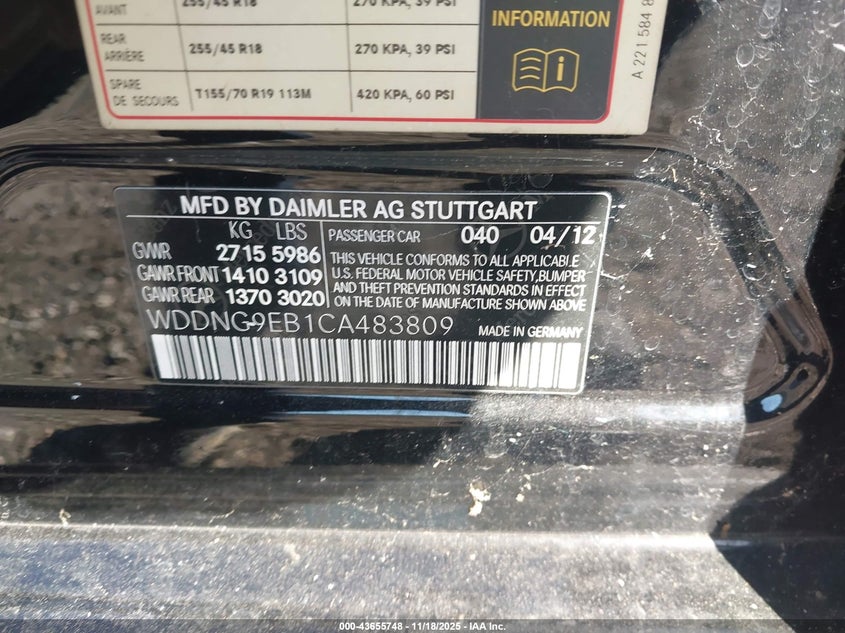 AVANT 255/45 R18 270 KPA, 39 PSI
REAR
ARRIÈRE 255/45 R18 270 KPA, 39 PSI
SPARE
DE SECOURS T155/70 R19 113M 420 KPA, 60 PSI
INFORMATION
i
A 221 584 8
MFD BY DAIMLER AG STUTTGART
KG LBS
GVWR 2715 5986
GAWR FRONT 1410 3109
GAWR REAR 1370 3020
PASSENGER CAR 040 04/12
THIS VEHICLE CONFORMS TO ALL APPLICABLE
U.S. FEDERAL MOTOR VEHICLE SAFETY, BUMPER
AND THEFT PREVENTION STANDARDS IN EFFECT
ON THE DATE OF MANUFACTURE SHOWN ABOVE
WDDNG9EB1CA483809 MADE IN GERMANY
000-43655748 - 11/18/2025 - IAA Inc.